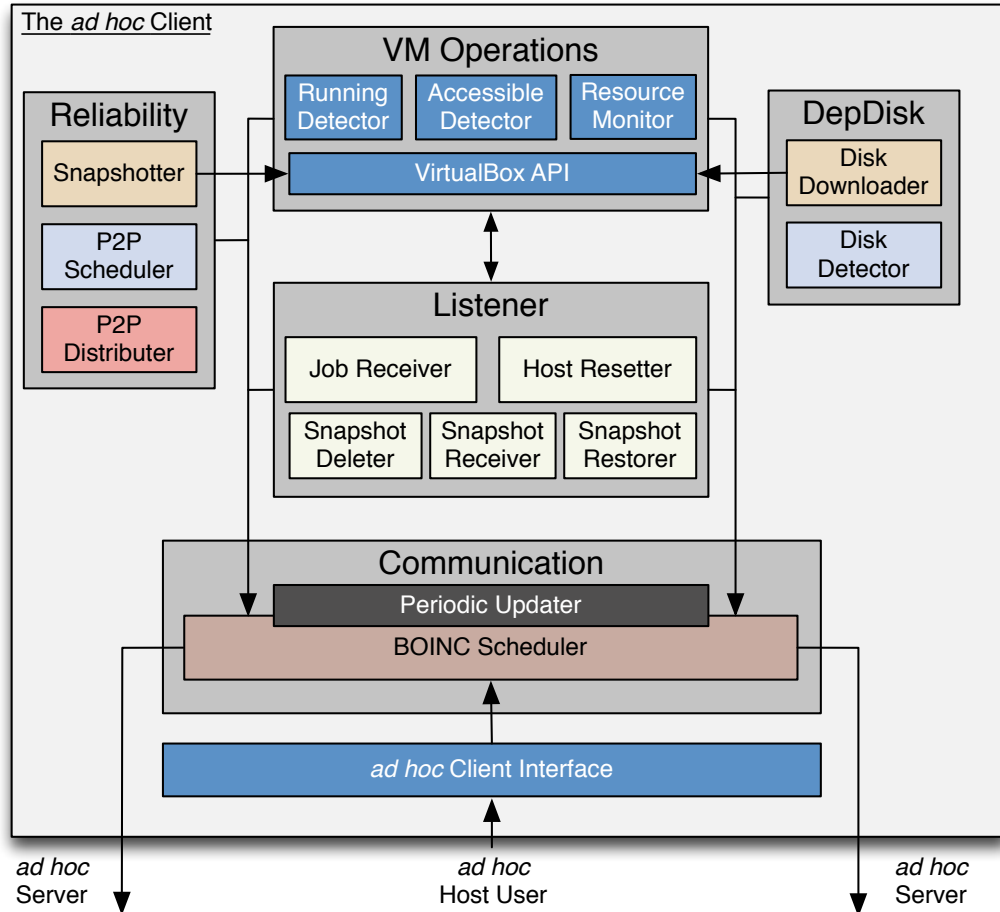 The ad hoc Client
VM Operations
Running
Detector
Accessible
Detector
Resource
Monitor
VirtualBox API
Reliability
Snapshotter
P2P
Scheduler
P2P
Distributer
DepDisk
Disk
Downloader
Disk
Detector
Listener
Job Receiver
Host Resetter
Snapshot
Deleter
Snapshot
Receiver
Snapshot
Restorer
Communication
Periodic Updater
BOINC Scheduler
ad hoc Client Interface
ad hoc
Server
ad hoc
Host User
ad hoc
Server